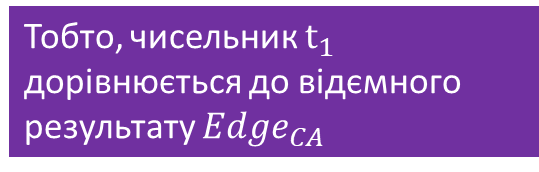 Тобто, чисельник t₁
дорівнюється до відємного
результату Edge_CA